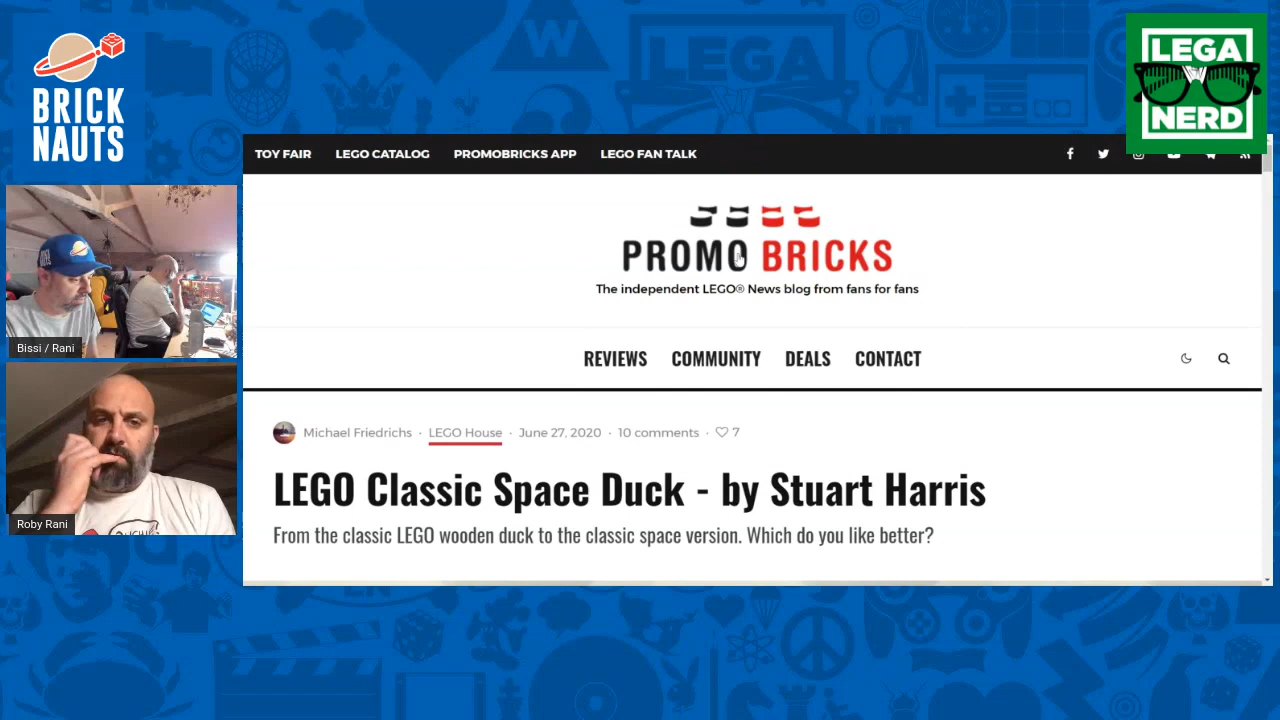 BRICK
NAUTS
LEGA
NERD
W
LEGA
TOY FAIR LEGO CATALOG PROMOBRICKS APP LEGO FAN TALK
PROMO BRICKS
The independent LEGO® News blog from fans for fans
REVIEWS COMMUNITY DEALS CONTACT
Bissi / Rani
Roby Rani
Michael Friedrichs · LEGO House · June 27, 2020 · 10 comments · 7
LEGO Classic Space Duck - by Stuart Harris
From the classic LEGO wooden duck to the classic space version. Which do you like better?